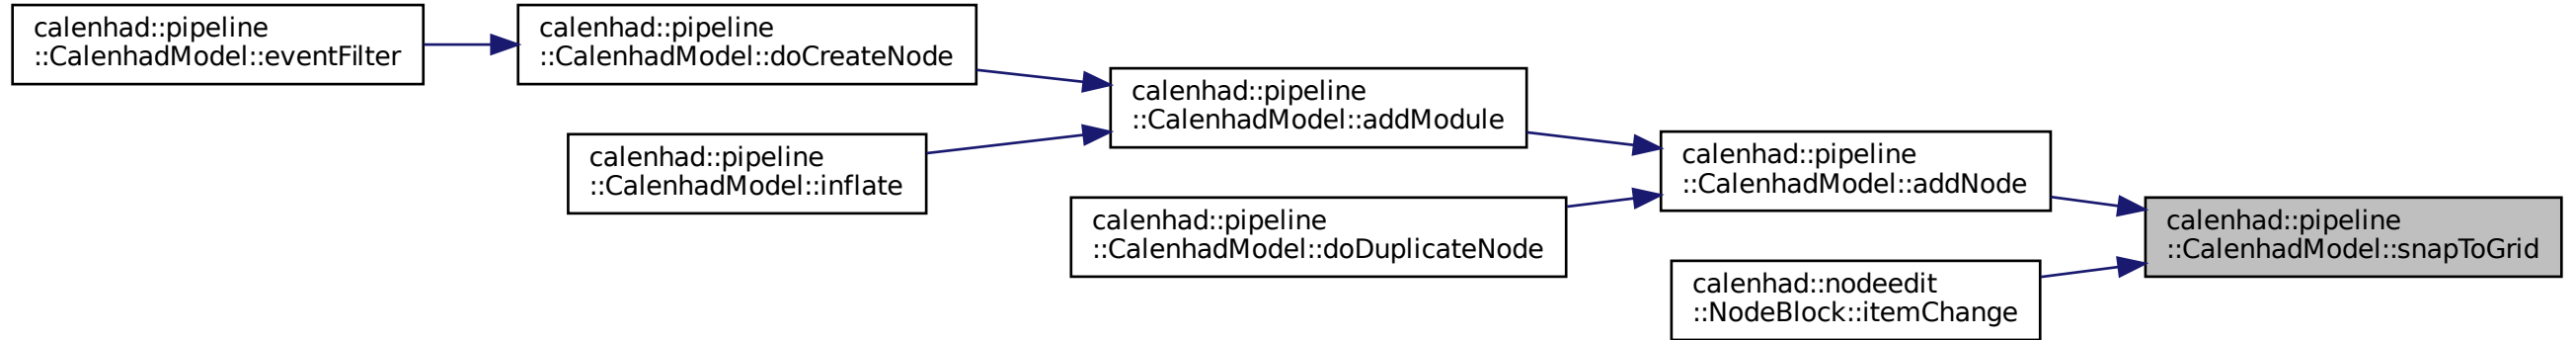 calenhad::pipeline
::CalenhadModel::eventFilter
calenhad::pipeline
::CalenhadModel::doCreateNode
calenhad::pipeline
::CalenhadModel::addModule
calenhad::pipeline
::CalenhadModel::inflate
calenhad::pipeline
::CalenhadModel::addNode
calenhad::pipeline
::CalenhadModel::doDuplicateNode
calenhad::pipeline
::CalenhadModel::snapToGrid
calenhad::nodeedit
::NodeBlock::itemChange